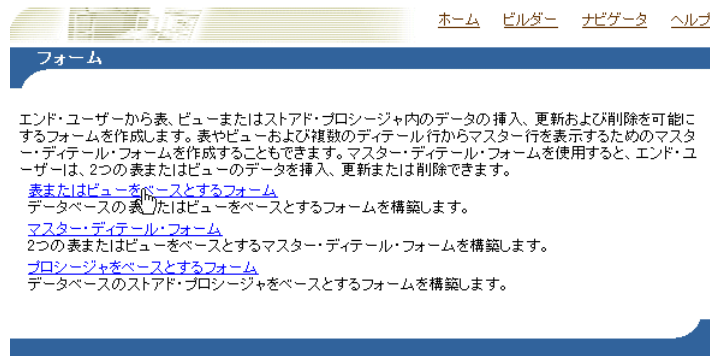 ホーム ビルダー ナビゲータ ヘルプ
フォーム
エンド・ユーザーから表、ビューまたはストアド・プロシージャ内のデータの挿入、更新および削除を可能に
するフォームを作成します。表やビューおよび複数のディテール行からマスター行を表示するためのマスタ
ー・ディテール・フォームを作成することもできます。マスター・ディテール・フォームを使用すると、エンド・ユ
ーザーは、2つの表またはビューのデータを挿入、更新または削除できます。
表またはビューをベースとするフォーム
データベースの表またはビューをベースとするフォームを構築します。
マスター・ディテール・フォーム
2つの表またはビューをベースとするマスター・ディテール・フォームを構築します。
プロシージャをベースとするフォーム
データベースのストアド・プロシージャをベースとするフォームを構築します。